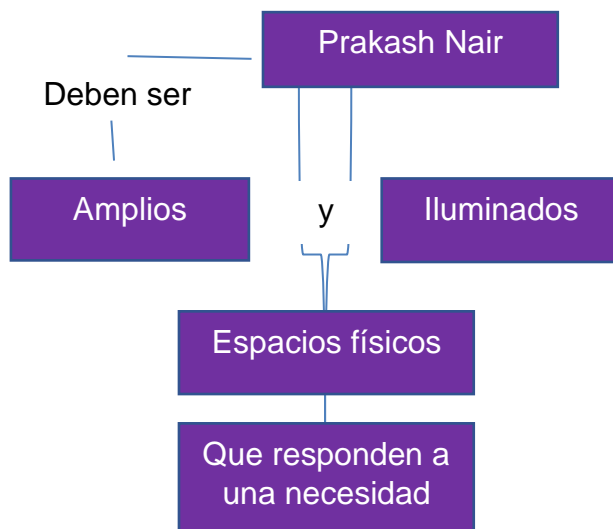 Prakash Nair
Deben ser
Amplios
y
Iluminados
Espacios físicos
Que responden a
una necesidad